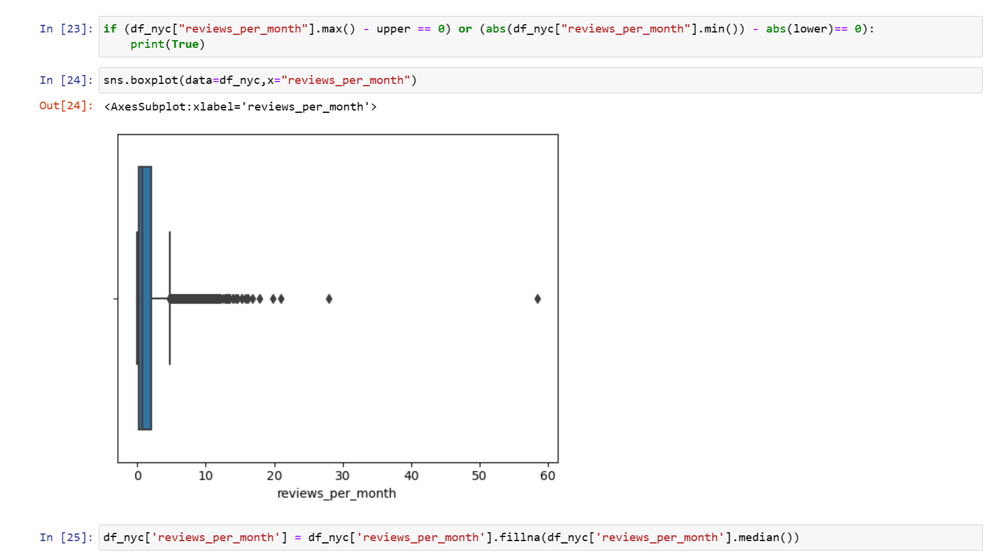 In [23]: if (df_nyc["reviews_per_month"].max() - upper == 0) or (abs(df_nyc["reviews_per_month"].min()) - abs(lower)== 0):
    print(True)
In [24]: sns.boxplot(data=df_nyc,x="reviews_per_month")
Out[24]: <AxesSubplot:xlabel='reviews_per_month'>
0 10 20 30 40 50 60
reviews_per_month
In [25]: df_nyc['reviews_per_month'] = df_nyc['reviews_per_month'].fillna(df_nyc['reviews_per_month'].median())